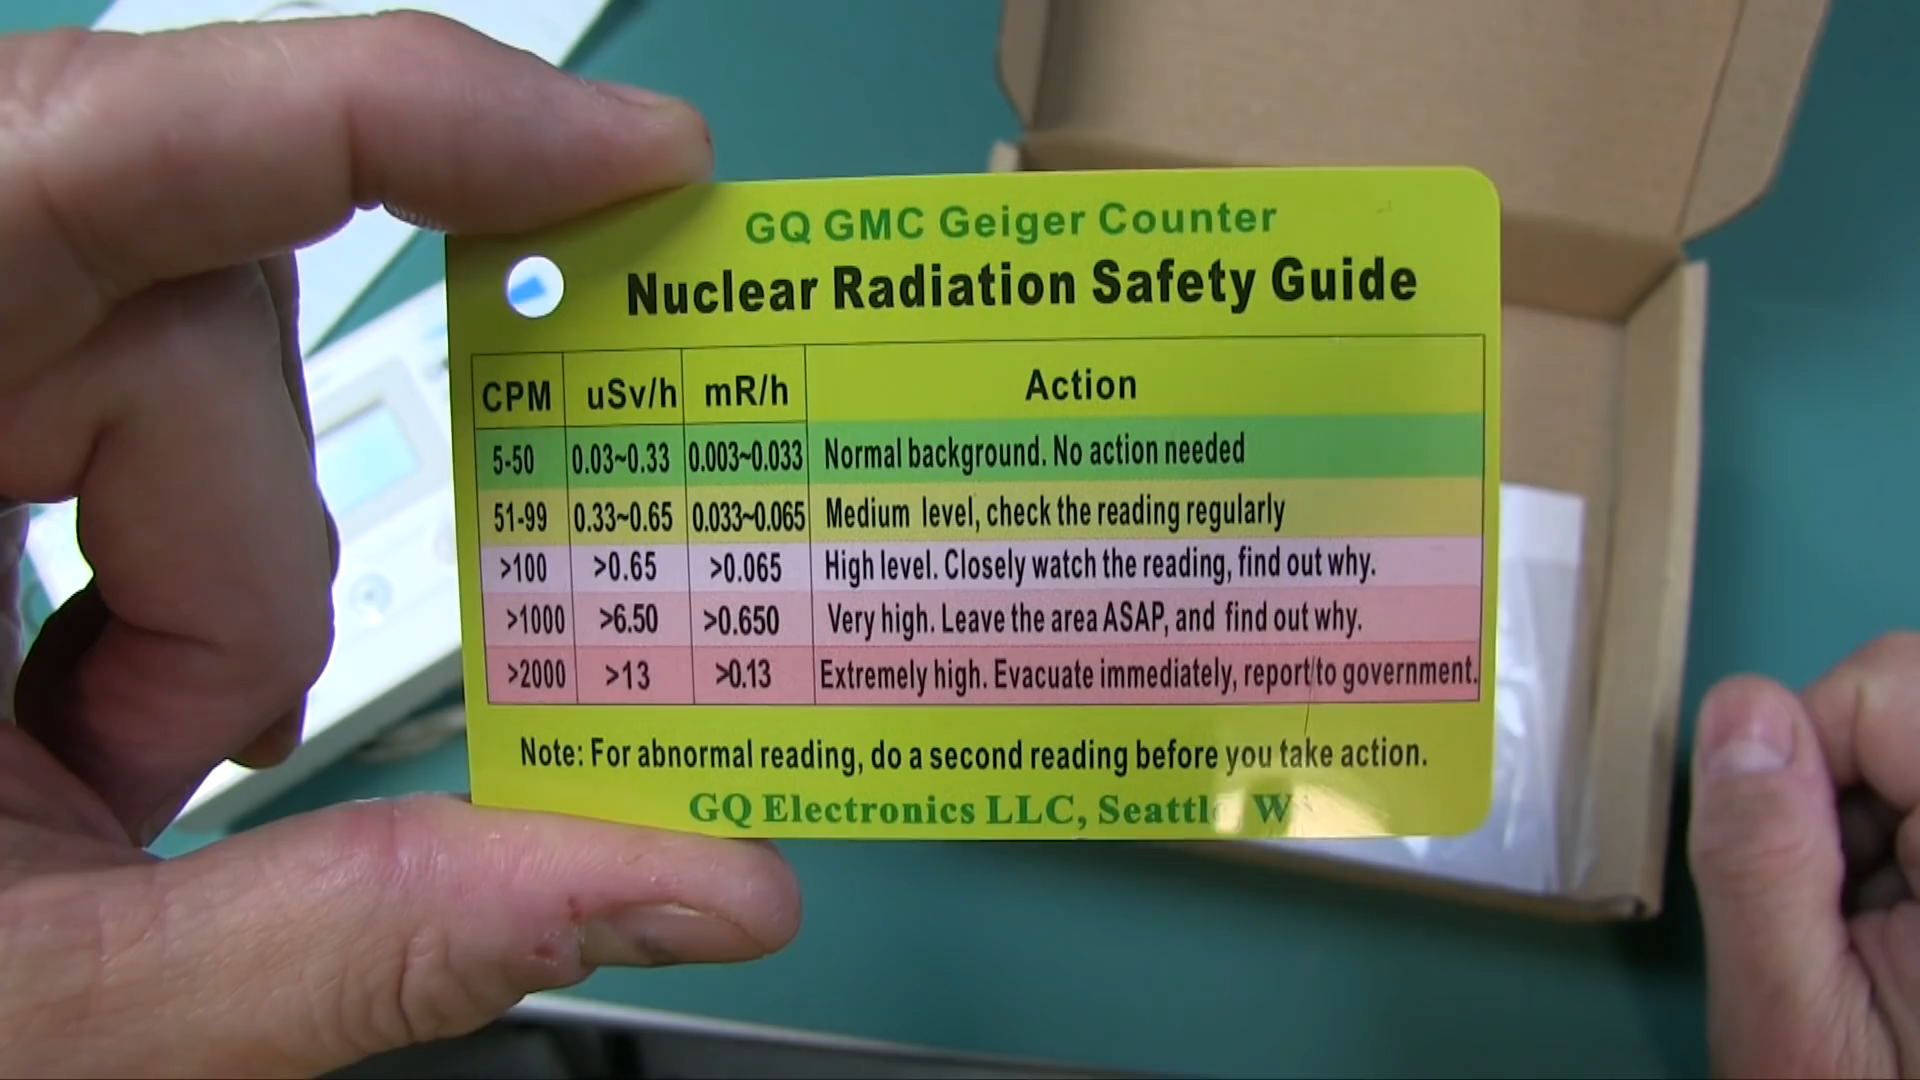 GQ GMC Geiger Counter
Nuclear Radiation Safety Guide
CPM uSv/h mR/h Action
5-50 0.03~0.33 0.003~0.033 Normal background. No action needed
51-99 0.33~0.65 0.033~0.065 Medium level, check the reading regularly
>100 >0.65 >0.065 High level. Closely watch the reading, find out why.
>1000 >6.50 >0.650 Very high. Leave the area ASAP, and find out why.
>2000 >13 >0.13 Extremely high. Evacuate immediately, report to government.
Note: For abnormal reading, do a second reading before you take action.
GQ Electronics LLC,